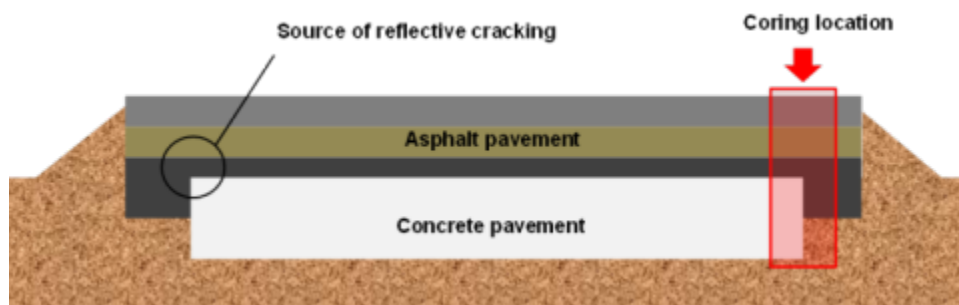 Source of reflective cracking
Coring location
Asphalt pavement
Concrete pavement